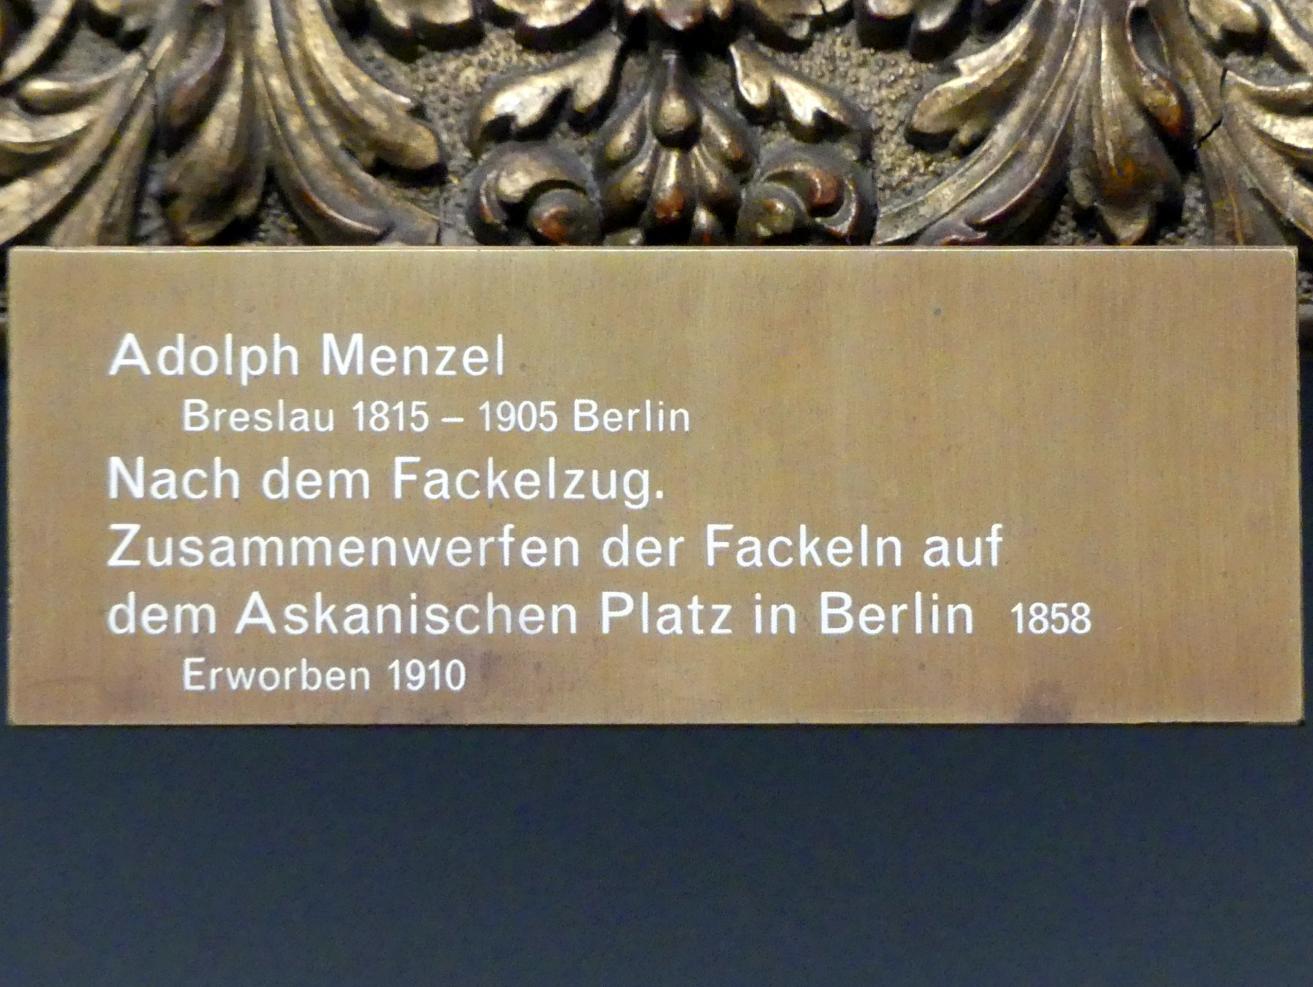 Adolph Menzel
Breslau 1815 – 1905 Berlin
Nach dem Fackelzug.
Zusammenwerfen der Fackeln auf
dem Askanischen Platz in Berlin 1858
Erworben 1910